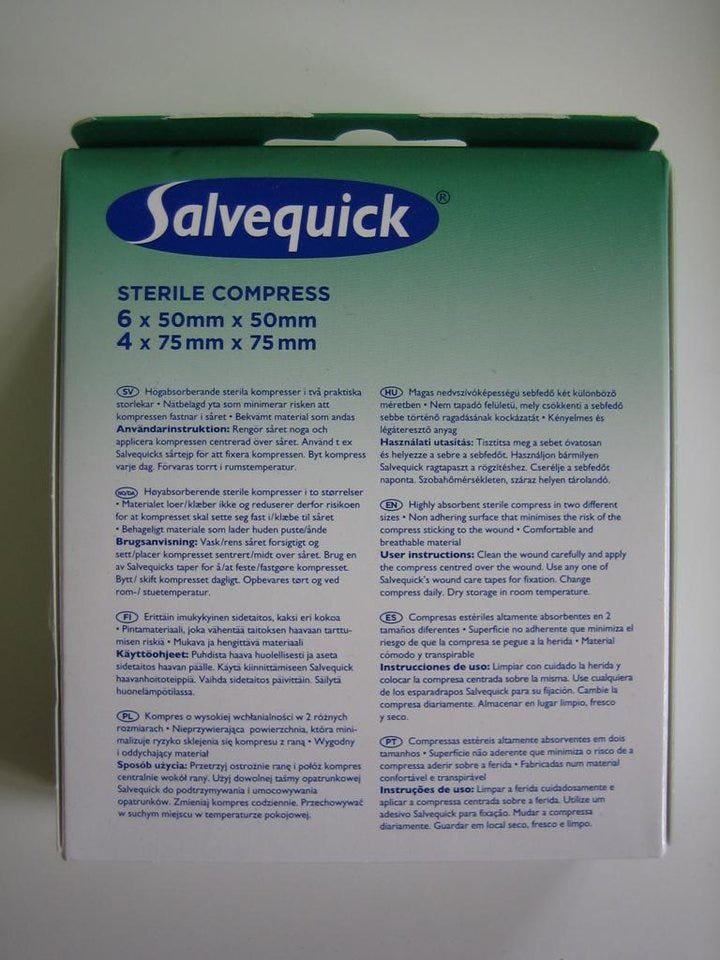 Salvequick®
STERILE COMPRESS
6 x 50mm x 50mm
4 x 75mm x 75mm
SV Högabsorberande sterila kompresser i två praktiska
storlekar • Nätbelagd yta som minimerar risken att
kompressen fastnar i såret • Bekvämt material som andas
Användarinstruktion: Rengör såret noga och
applicera kompressen centrerad över såret. Använd t ex
Salvequicks sårtejp för att fixera kompressen. Byt kompress
varje dag. Förvaras torrt i rumstemperatur.
NO/DA Høyabsorberende sterile kompresser i to størrelser
• Materialet loer/klæber ikke og reduserer derfor risikoen
for at kompresset skal sette seg fast i/klæbe til såret
• Behageligt materiale som lader huden puste/ånde
Brugsanvisning: Vask/rens såret forsigtigt og
sett/placer kompresset sentrert/midt over såret. Brug en
av Salvequicks taper for å/at feste/fastgøre kompresset.
Bytt/ skift kompresset dagligt. Opbevares tørt og ved
rom-/ stuetemperatur.
FI Erittäin imukykyinen sidetaitos, kaksi eri kokoa
• Pintamateriaali, joka vähentää taitoksen haavaan tarttu-
misen riskiä • Mukava ja hengittävä materiaali
Käyttöohjeet: Puhdista haava huolellisesti ja aseta
sidetaitos haavan päälle. Käytä kiinnittämiseen Salvequick
haavanhoitoteippiä. Vaihda sidetaitos päivittäin. Säilytä
huonelämpötilassa.
PL Kompres o wysokiej wchłanialności w 2 różnych
rozmiarach • Nieprzywierająca powierzchnia, która mini-
malizuje ryzyko sklejenia się kompresu z raną • Wygodny
i oddychający materiał
Sposób użycia: Przetrzyj ostrożnie ranę i połóż kompres
centralnie wokół rany. Użyj dowolnej taśmy opatrunkowej
Salvequick do podtrzymywania i umocowywania
opatrunków. Zmieniaj kompres codziennie. Przechowywać
w suchym miejscu w temperaturze pokojowej.
HU Magas nedvszívóképességű sebfedő két különböző
méretben • Nem tapadó felületű, mely csökkenti a sebfedő
sebbe történő ragadásának kockázatát • Kényelmes és
légáteresztő anyag
Használati utasítás: Tisztítsa meg a sebet óvatosan
és helyezze a sebre a sebfedőt. Használjon bármilyen
Salvequick ragtapaszt a rögzítéshez. Cserélje a sebfedőt
naponta. Szobahőmérsékleten, száraz helyen tárolandó.
EN Highly absorbent sterile compress in two different
sizes • Non adhering surface that minimises the risk of the
compress sticking to the wound • Comfortable and
breathable material
User instructions: Clean the wound carefully and apply
the compress centred over the wound. Use any one of
Salvequick's wound care tapes for fixation. Change
compress daily. Dry storage in room temperature.
ES Compresas estériles altamente absorbentes en 2
tamaños diferentes • Superficie no adherente que minimiza el
riesgo de que la compresa se pegue a la herida • Material
cómodo y transpirable
Instrucciones de uso: Limpiar con cuidado la herida y
colocar la compresa centrada sobre la misma. Use cualquiera
de los esparadrapos Salvequick para su fijación. Cambie la
compresa diariamente. Almacenar en lugar limpio, fresco
y seco.
PT Compressas estéreis altamente absorventes em dois
tamanhos • Superficie não aderente que minimiza o risco de a
compressa aderir sobre a ferida • Fabricadas num material
confortável e transpirável
Instruções de uso: Limpar a ferida cuidadosamente e
aplicar a compressa centrada sobre a ferida. Utilize um
adesivo Salvequick para fixação. Mudar a compressa
diariamente. Guardar em local seco, fresco e limpo.